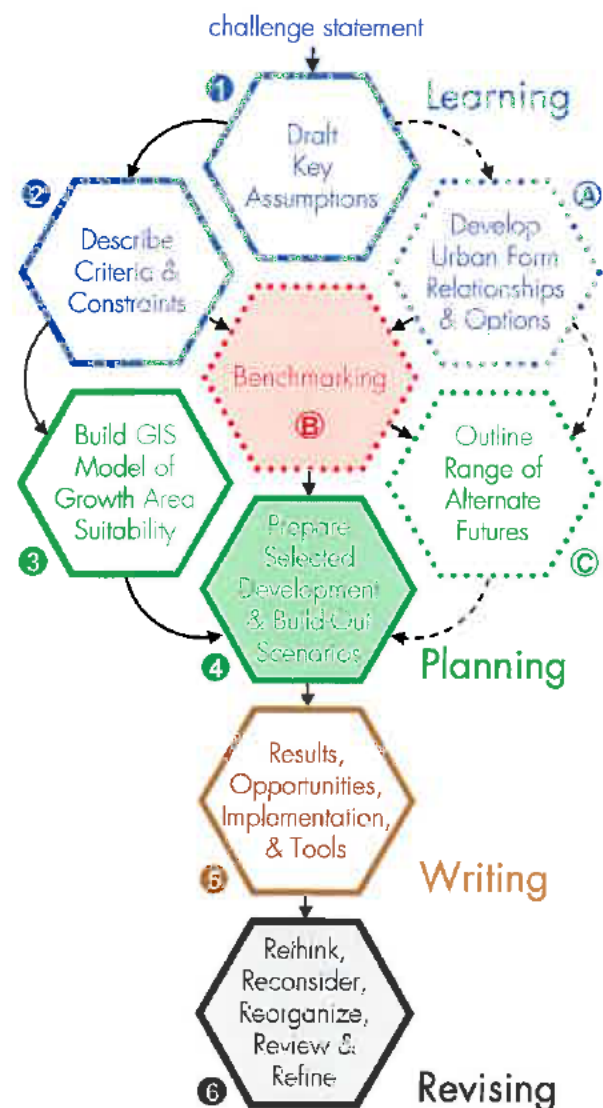 challenge statement
1
Learning
Draft
Key
Assumptions
2
Describe
Criteria &
Constraints
A
Develop
Urban Form
Relationships
& Options
Benchmarking
B
Build GIS
Model of
Growth Area
Suitability
3
Outline
Range of
Alternate
Futures
C
Prepare
Selected
Development
& Build-Out
Scenarios
4
Planning
Results,
Opportunities,
Implementation,
& Tools
5
Writing
Rethink,
Reconsider,
Reorganize,
Review &
Refine
6
Revising